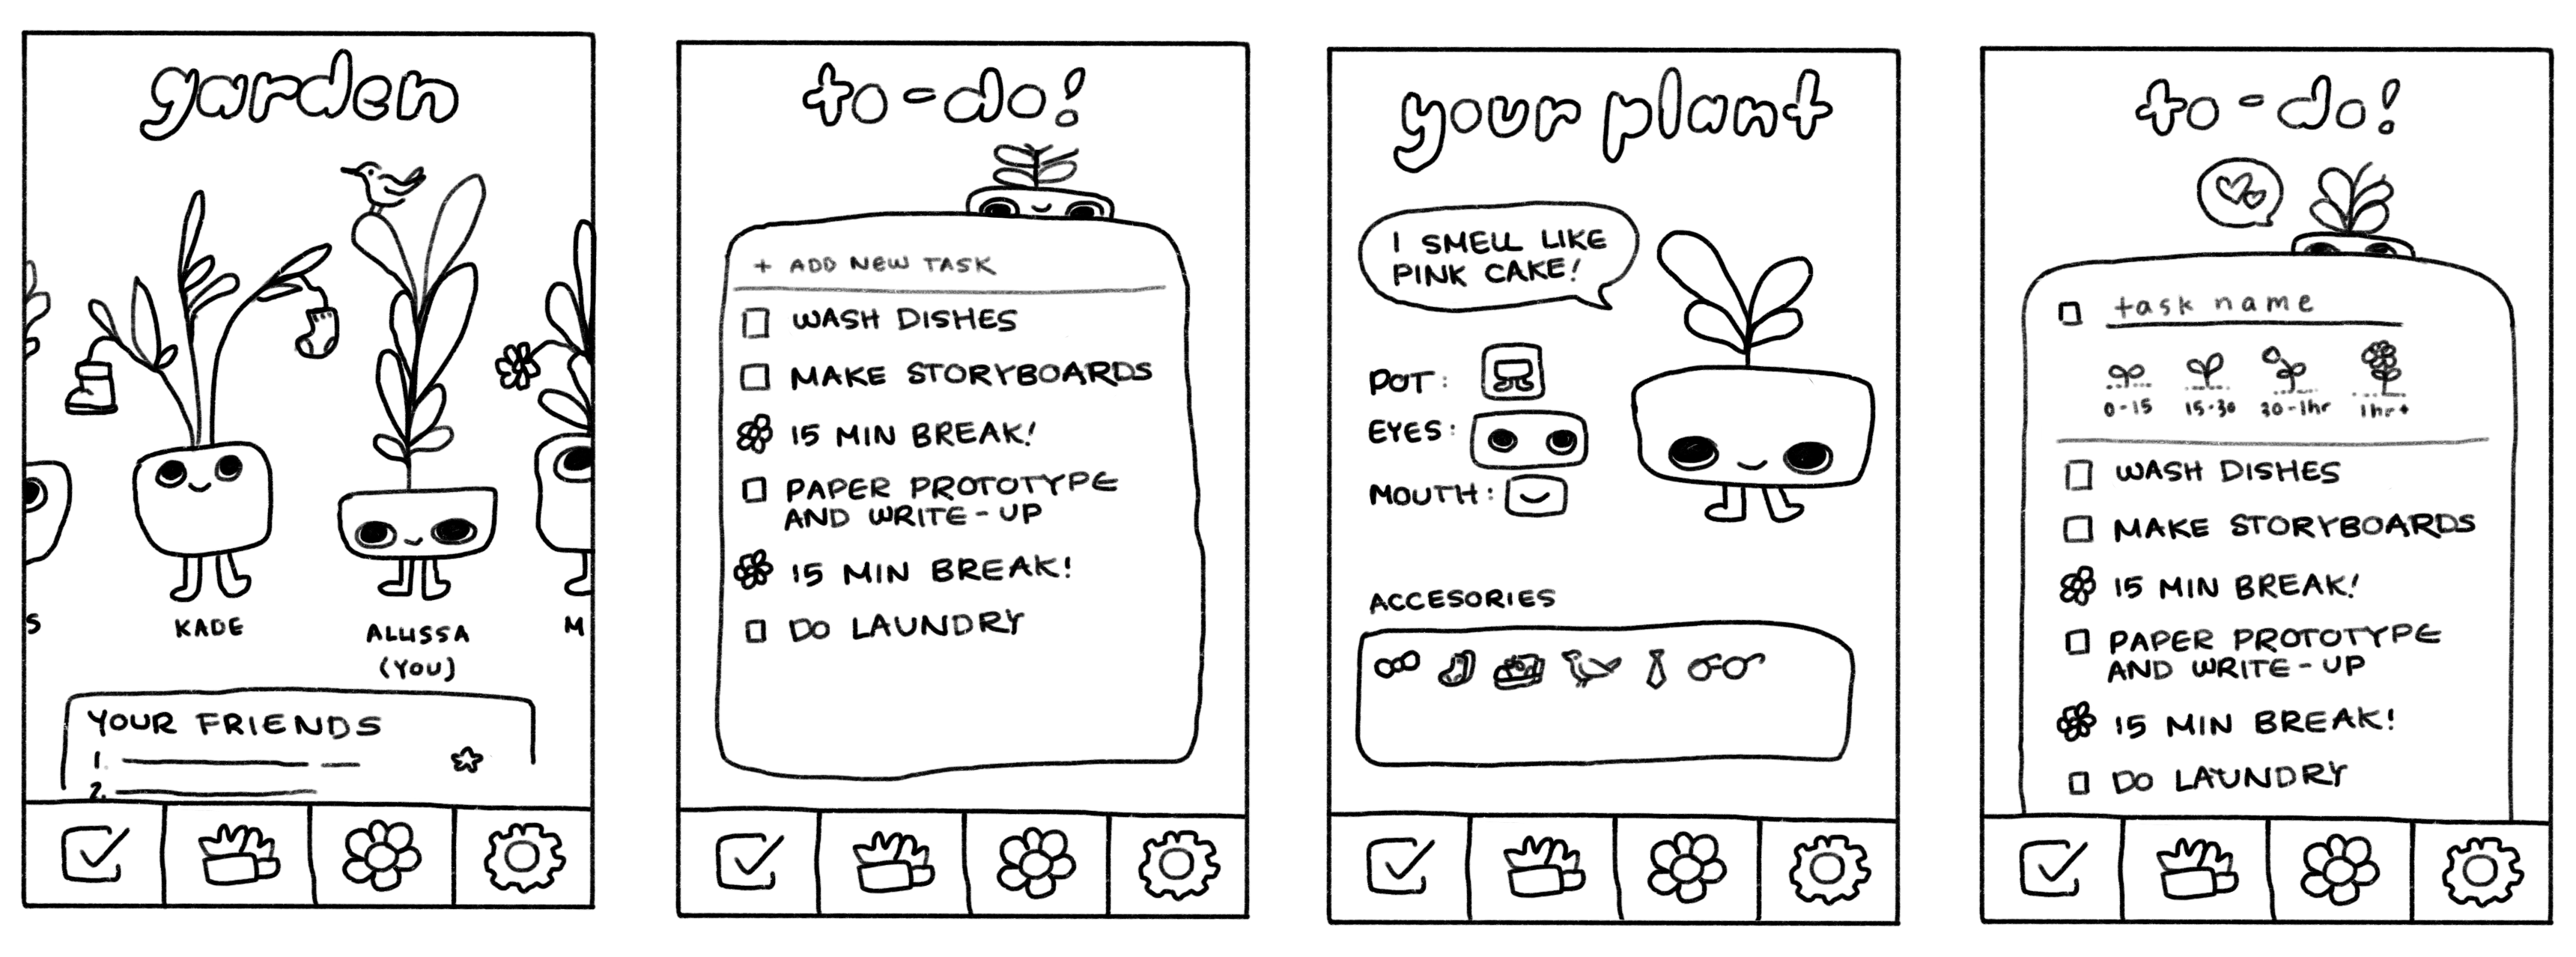 garden
S
KADE
ALLISSA
(YOU)
M
YOUR FRIENDS
1.
2.
to-do!
+ ADD NEW TASK
WASH DISHES
MAKE STORYBOARDS
15 MIN BREAK!
PAPER PROTOTYPE
AND WRITE-UP
15 MIN BREAK!
DO LAUNDRY
your plant
I SMELL LIKE
PINK CAKE!
POT:
EYES:
MOUTH:
ACCESORIES
to-do!
task name
0-15 15-30 30-1hr 1hr+
WASH DISHES
MAKE STORYBOARDS
15 MIN BREAK!
PAPER PROTOTYPE
AND WRITE-UP
15 MIN BREAK!
DO LAUNDRY